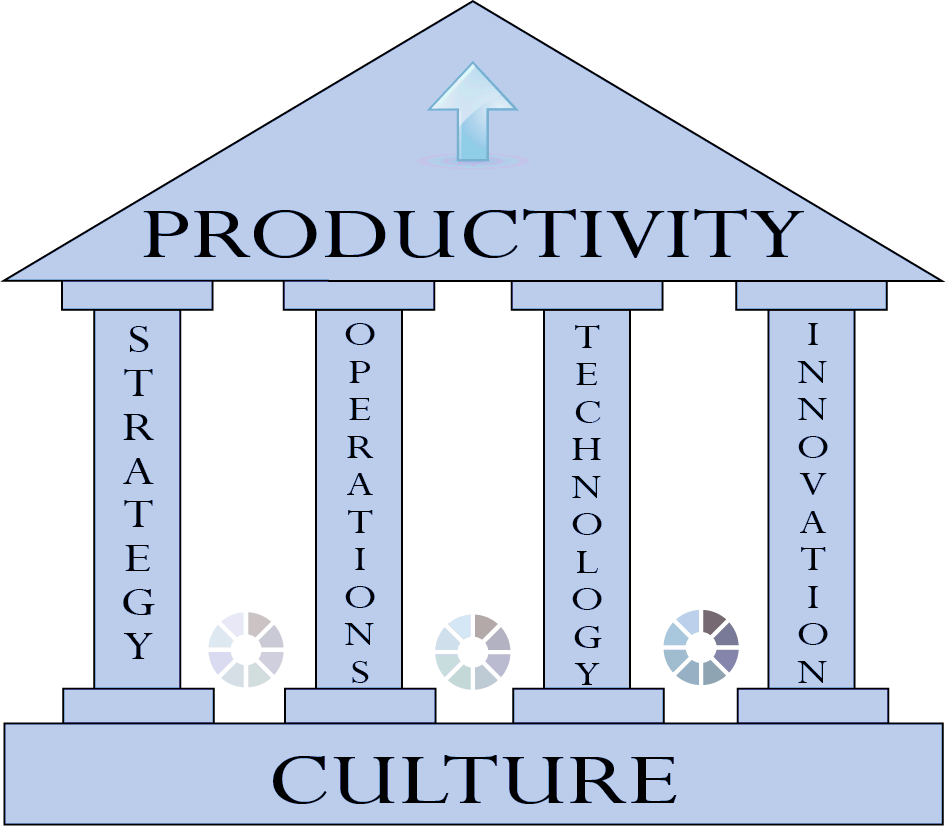 PRODUCTIVITY
STRATEGY
OPERATIONS
TECHNOLOGY
INNOVATION
CULTURE